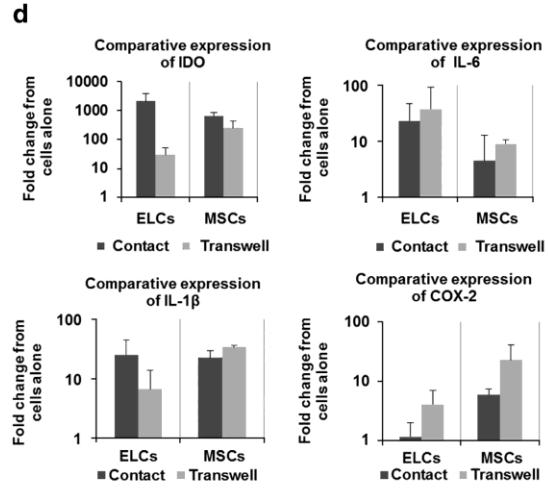 d
Comparative expression
of IDO
Fold change from
cells alone
10000
1000
100
10
1
ELCs
MSCs
Contact
Transwell
Comparative expression
of IL-6
Fold change from
cells alone
100
10
1
ELCs
MSCs
Contact
Transwell
Comparative expression
of IL-1β
Fold change from
cells alone
100
10
1
ELCs
MSCs
Contact
Transwell
Comparative expression
of COX-2
Fold change from
cells alone
100
10
1
ELCs
MSCs
Contact
Transwell